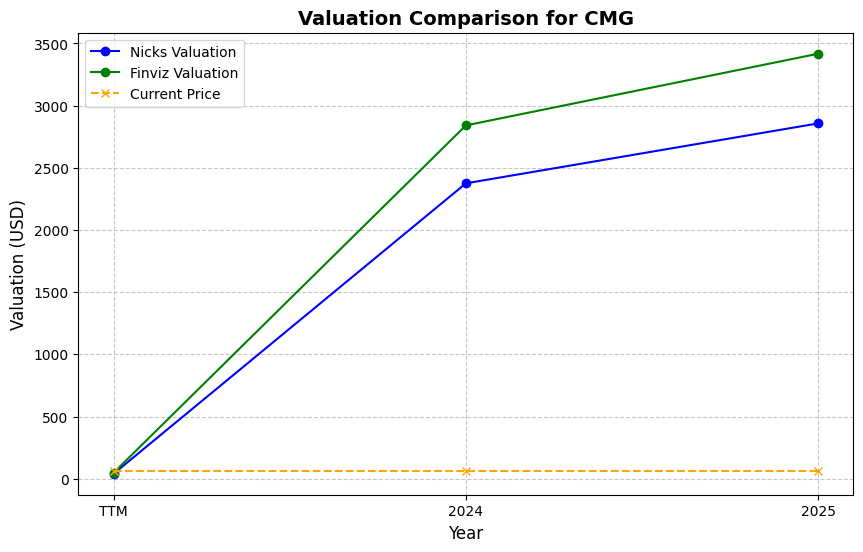 Valuation Comparison for CMG
Nicks Valuation
Finviz Valuation
Current Price
Valuation (USD)
3500
3000
2500
2000
1500
1000
500
0
TTM
2024
2025
Year